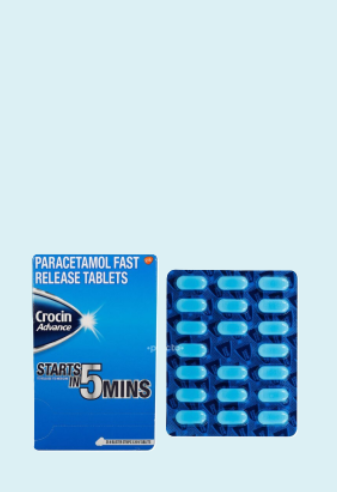 PARACETAMOL FAST
RELEASE TABLETS
Crocin
Advance
STARTS
IN 5 MINS